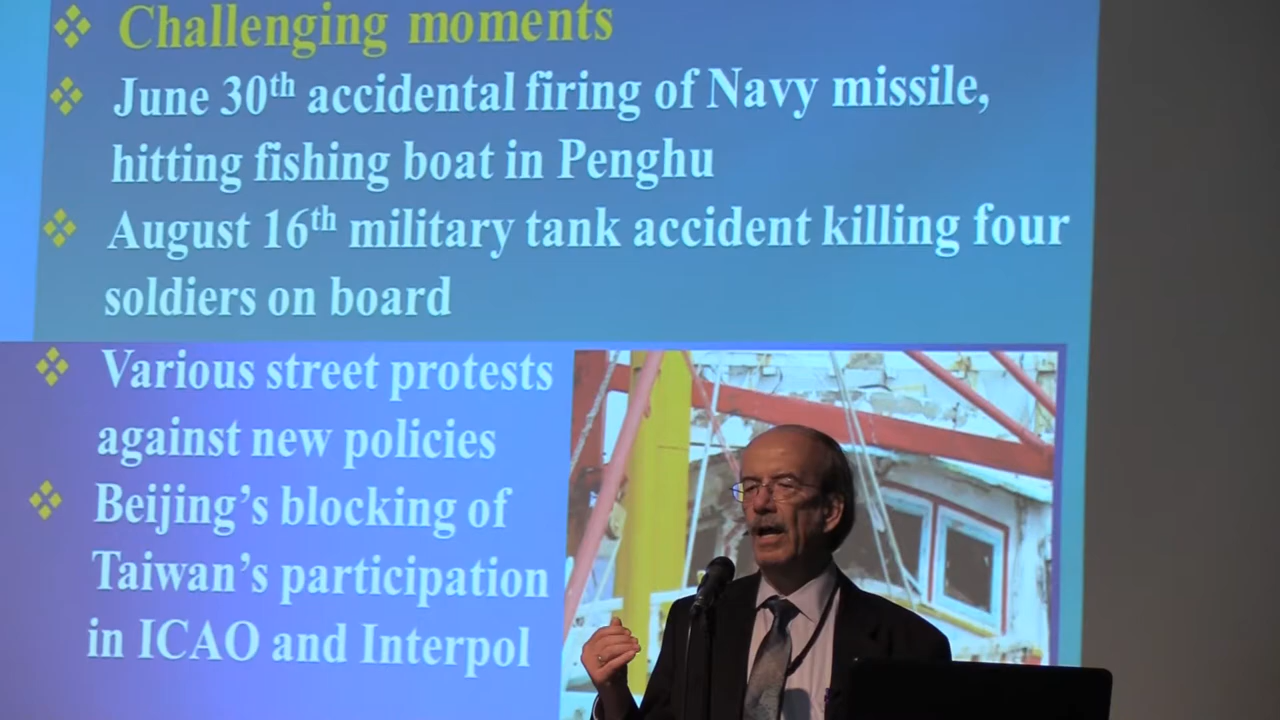 Challenging moments
June 30th accidental firing of Navy missile,
hitting fishing boat in Penghu
August 16th military tank accident killing four
soldiers on board
Various street protests
against new policies
Beijing's blocking of
Taiwan's participation
in ICAO and Interpol